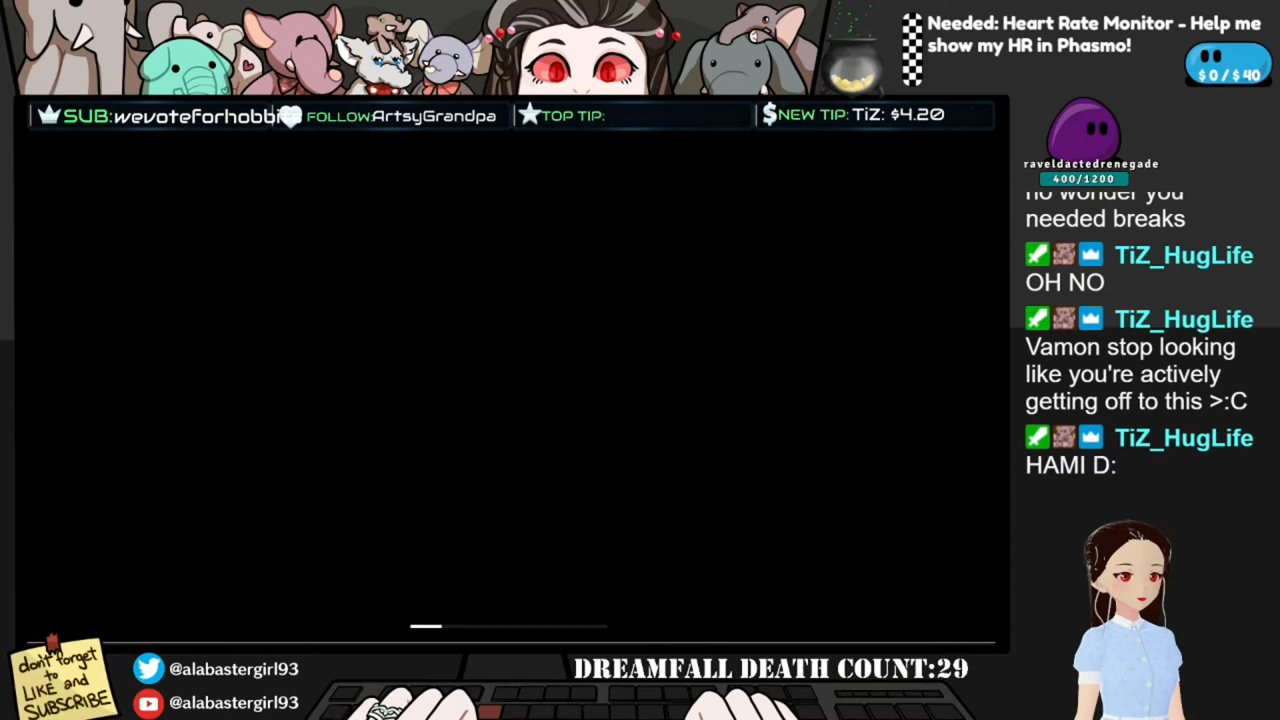 Needed: Heart Rate Monitor - Help me
show my HR in Phasmo!
$ 0 / $ 40
SUB:wevoteforhobbi
FOLLOW:ArtsyGrandpa
TOP TIP:
NEW TIP: TiZ: $4.20
raveldactedrenegade
400/1200
no wonder you
needed breaks
TiZ_HugLife
OH NO
TiZ_HugLife
Vamon stop looking
like you're actively
getting off to this >:C
TiZ_HugLife
HAMI D:
don't forget
to
LIKE and
SUBSCRIBE
@alabastergirl93
@alabastergirl93
DREAMFALL DEATH COUNT:29